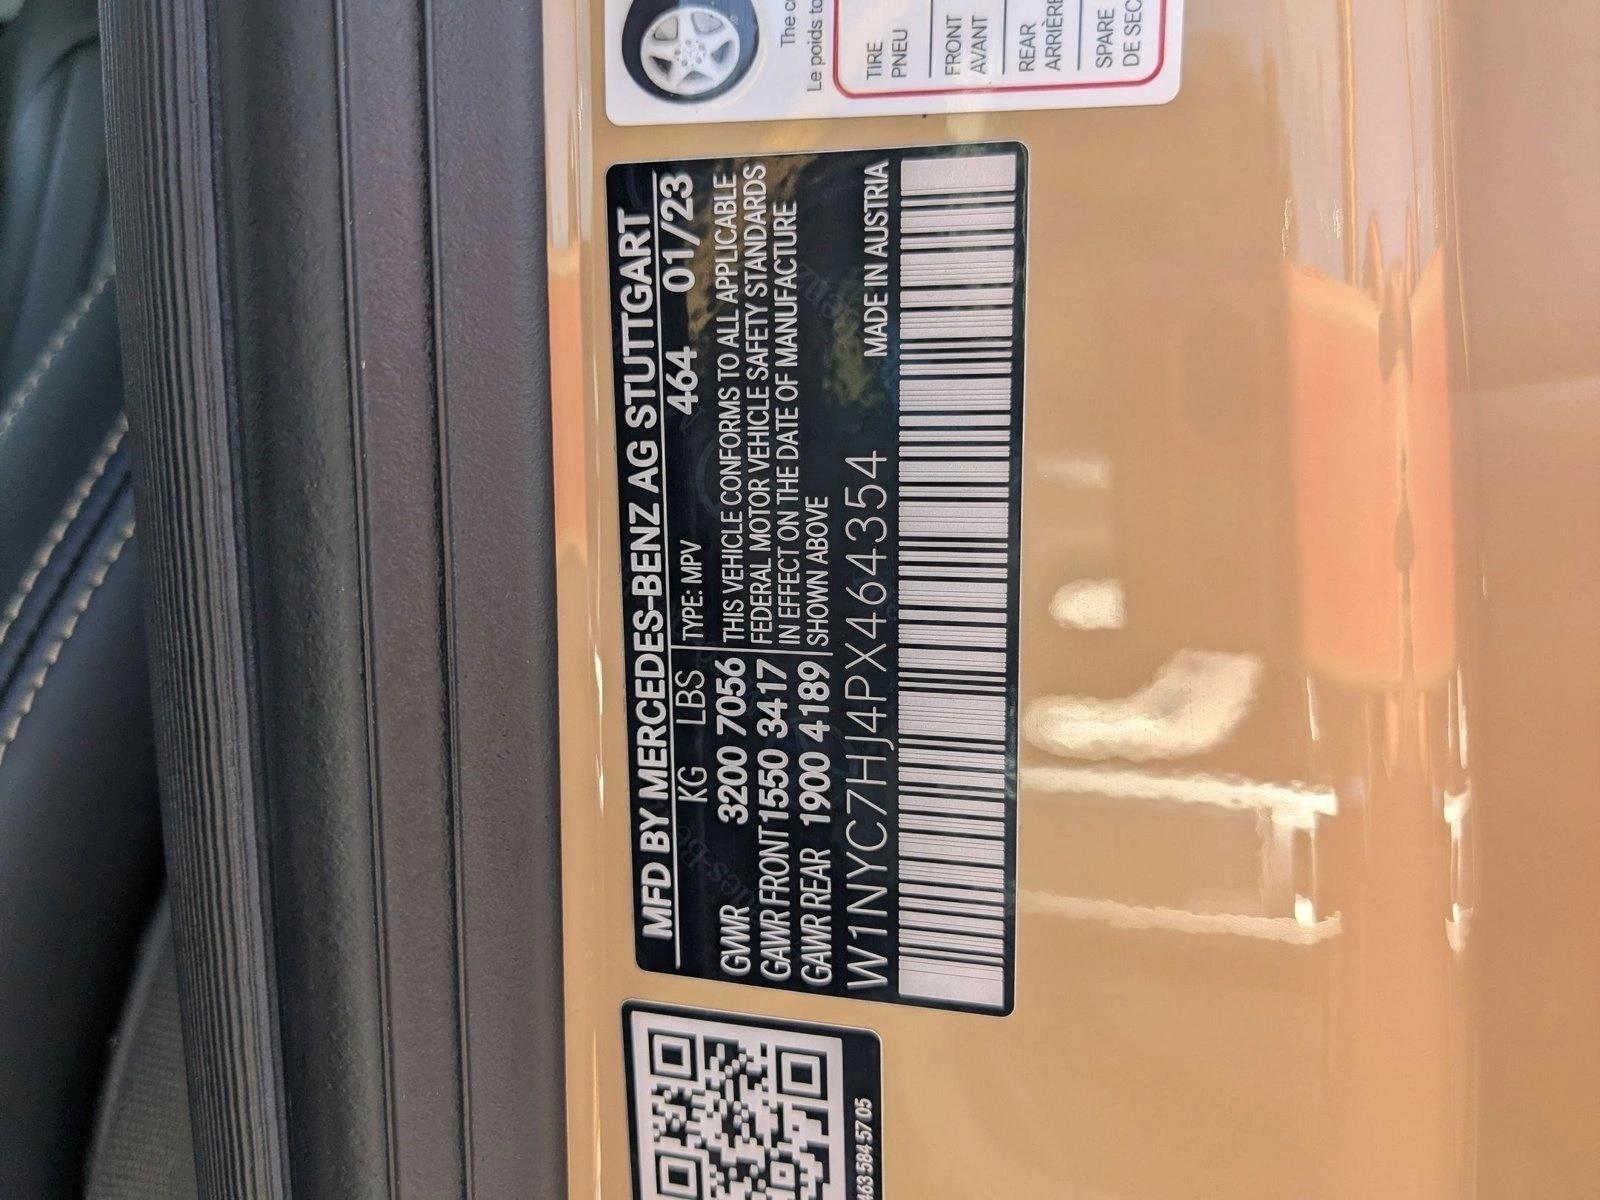 The
Le poids to
TIRE
PNEU
FRONT
AVANT
REAR
ARRIÈRE
SPARE
DE SEC
MFD BY MERCEDES-BENZ AG STUTTGART
KG LBS TYPE: MPV 464 01/23
GVWR 3200 7056 THIS VEHICLE CONFORMS TO ALL APPLICABLE
FEDERAL MOTOR VEHICLE SAFETY STANDARDS
GAWR FRONT 1550 3417 IN EFFECT ON THE DATE OF MANUFACTURE
GAWR REAR 1900 4189 SHOWN ABOVE
W1NYC7HJ4PX464354 MADE IN AUSTRIA
463 584 57 05